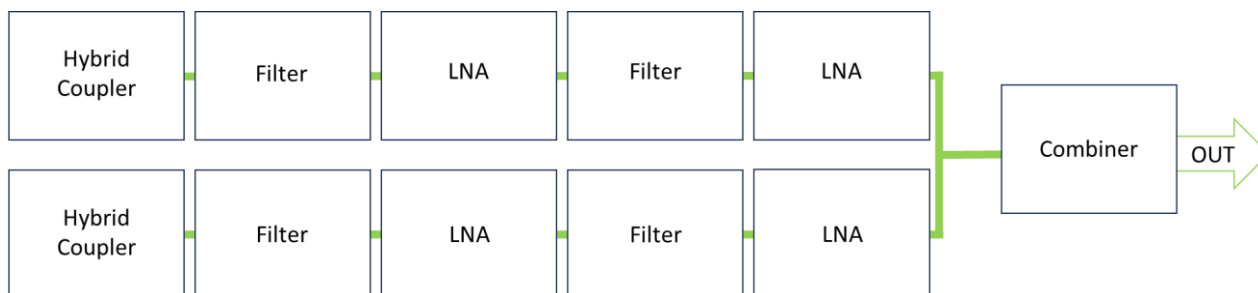 Hybrid
Coupler
Filter
LNA
Filter
LNA
Combiner
OUT
Hybrid
Coupler
Filter
LNA
Filter
LNA